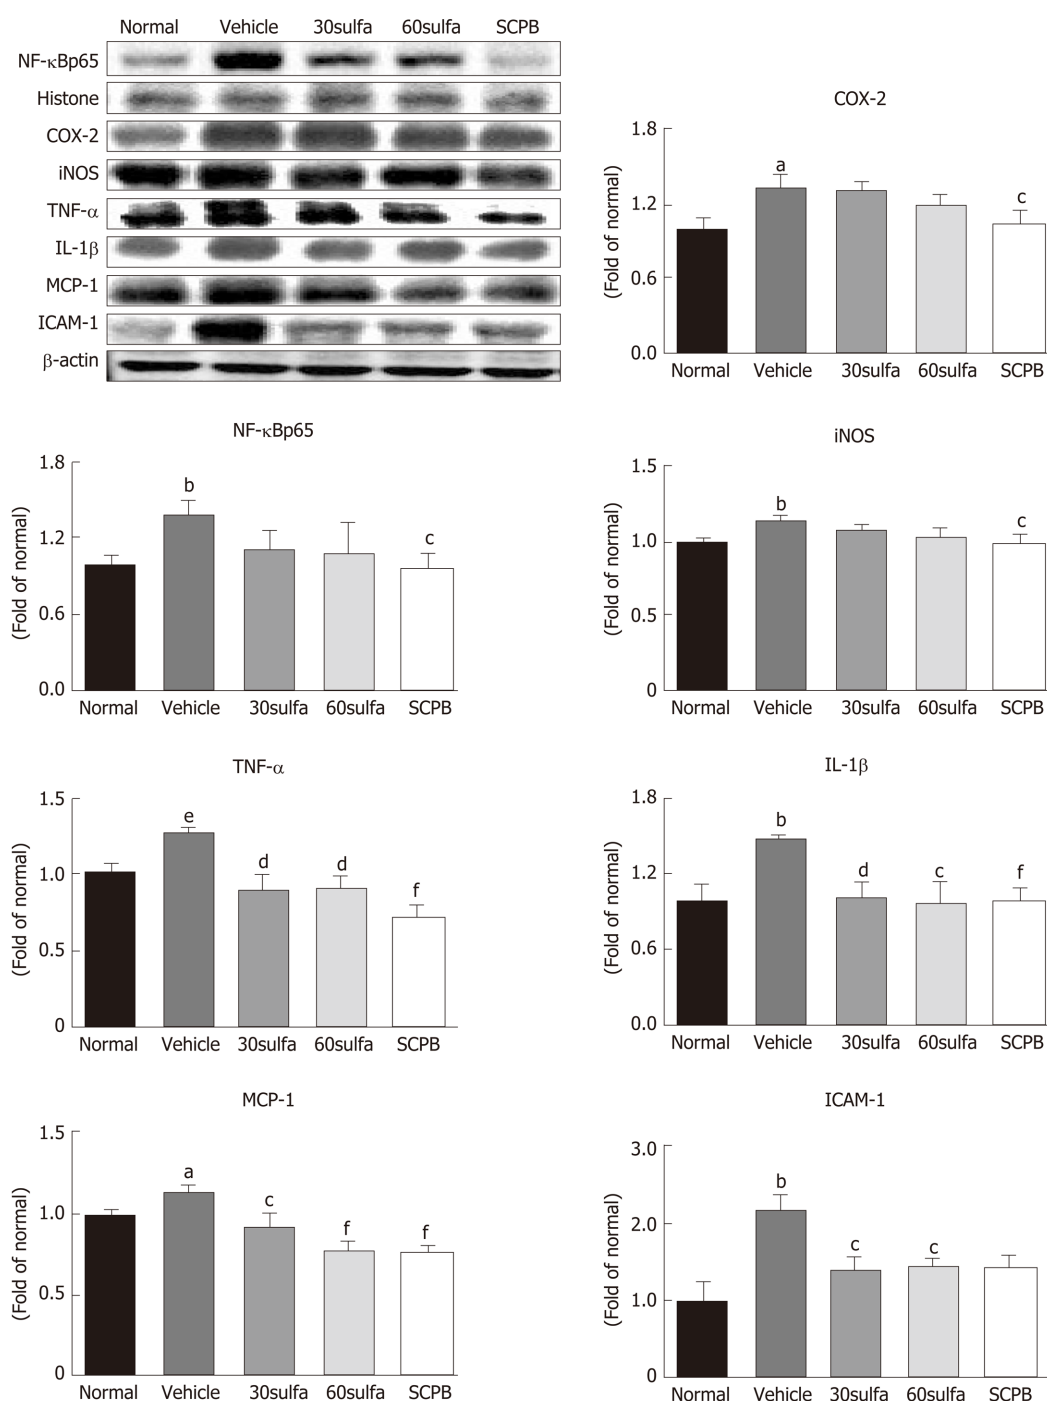 Normal Vehicle 30sulfa 60sulfa SCPB
NF-κBp65
Histone
COX-2
iNOS
TNF-α
IL-1β
MCP-1
ICAM-1
β-actin
COX-2
(Fold of normal)
1.8
1.2
0.6
0.0
a
c
Normal Vehicle 30sulfa 60sulfa SCPB
NF-κBp65
(Fold of normal)
1.8
1.2
0.6
0.0
b
c
Normal Vehicle 30sulfa 60sulfa SCPB
iNOS
(Fold of normal)
1.5
1.0
0.5
0
b
c
Normal Vehicle 30sulfa 60sulfa SCPB
TNF-α
(Fold of normal)
1.5
1.0
0.5
0
e
d
d
f
Normal Vehicle 30sulfa 60sulfa SCPB
IL-1β
(Fold of normal)
1.8
1.2
0.6
0.0
b
d
c
f
Normal Vehicle 30sulfa 60sulfa SCPB
MCP-1
(Fold of normal)
1.5
1.0
0.5
0
a
c
f
f
Normal Vehicle 30sulfa 60sulfa SCPB
ICAM-1
(Fold of normal)
3.0
2.0
1.0
0
b
c
c
Normal Vehicle 30sulfa 60sulfa SCPB